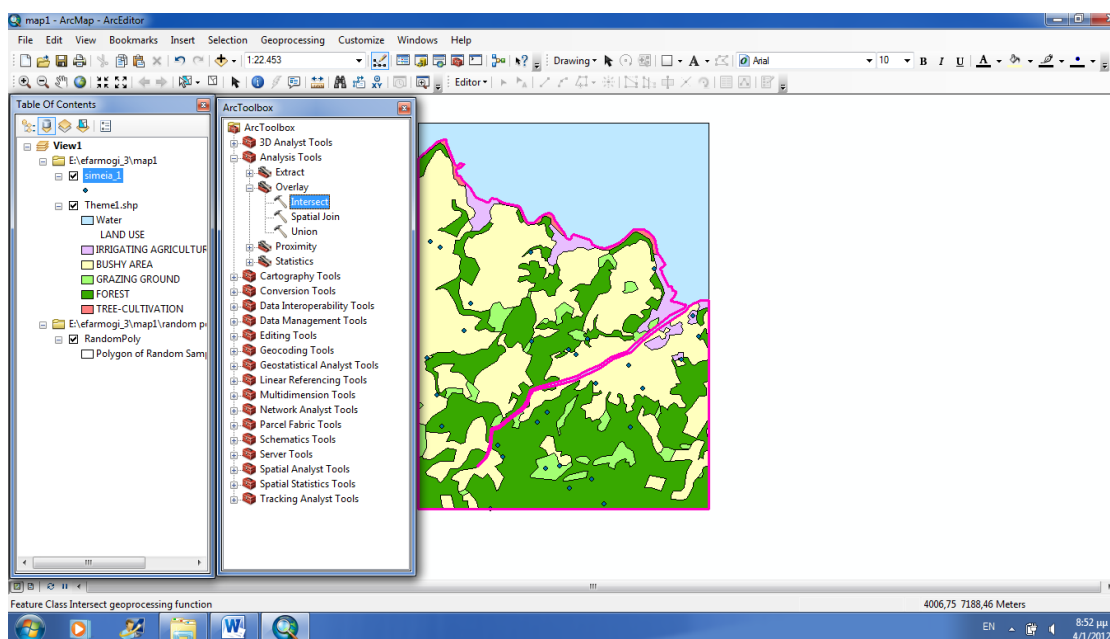 map1 - ArcMap - ArcEditor
File Edit View Bookmarks Insert Selection Geoprocessing Customize Windows Help
1:22.453 Drawing Arial 10 B I U A
Editor
Table Of Contents
View1
E:\efarmogi_3\map1
simeia_1
Theme1.shp
Water
LAND USE
IRRIGATING AGRICULTUR
BUSHY AREA
GRAZING GROUND
FOREST
TREE-CULTIVATION
E:\efarmogi_3\map1\random p
RandomPoly
Polygon of Random Sam
ArcToolbox
ArcToolbox
3D Analyst Tools
Analysis Tools
Extract
Overlay
Intersect
Spatial Join
Union
Proximity
Statistics
Cartography Tools
Conversion Tools
Data Interoperability Tools
Data Management Tools
Editing Tools
Geocoding Tools
Geostatistical Analyst Tools
Linear Referencing Tools
Multidimension Tools
Network Analyst Tools
Parcel Fabric Tools
Schematics Tools
Server Tools
Spatial Analyst Tools
Spatial Statistics Tools
Tracking Analyst Tools
Feature Class Intersect geoprocessing function 4006,75 7188,46 Meters
EN 8:52 μμ
4/1/2012